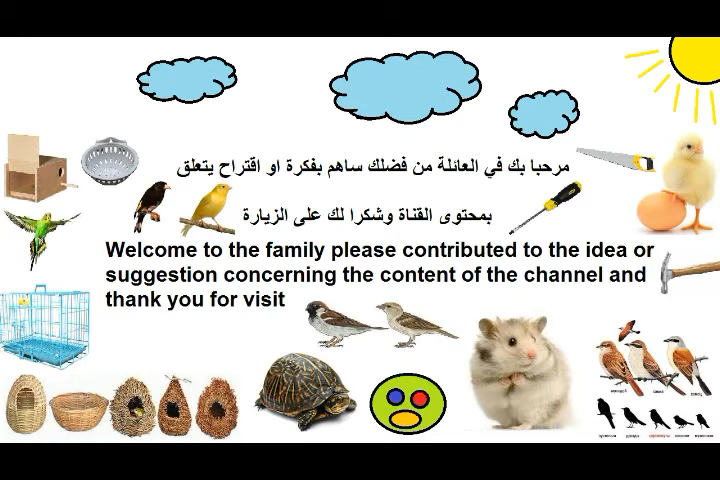 مرحبا بك في العائلة من فضلك ساهم بفكرة او اقتراح يتعلق
بمحتوى القناة وشكرا لك على الزيارة
Welcome to the family please contributed to the idea or
suggestion concerning the content of the channel and
thank you for visit